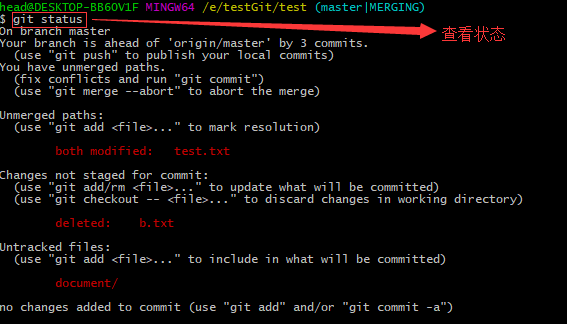 head@DESKTOP-BB6OV1F MINGW64 /e/testGit/test (master|MERGING)
$ git status
查看状态
On branch master
Your branch is ahead of 'origin/master' by 3 commits.
  (use "git push" to publish your local commits)
You have unmerged paths.
  (fix conflicts and run "git commit")
  (use "git merge --abort" to abort the merge)
Unmerged paths:
  (use "git add <file>..." to mark resolution)
        both modified:   test.txt
Changes not staged for commit:
  (use "git add/rm <file>..." to update what will be committed)
  (use "git checkout -- <file>..." to discard changes in working directory)
        deleted:    b.txt
Untracked files:
  (use "git add <file>..." to include in what will be committed)
        document/
no changes added to commit (use "git add" and/or "git commit -a")